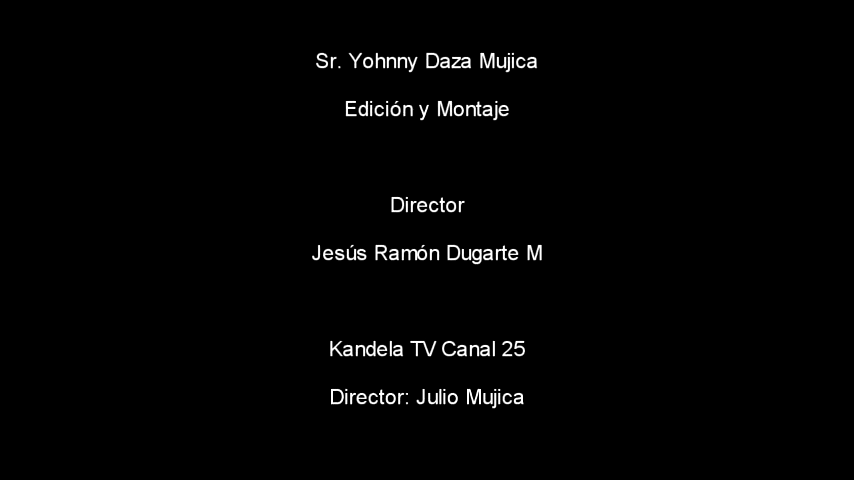 Sr. Yohnny Daza Mujica
Edición y Montaje
Director
Jesús Ramón Dugarte M
Kandela TV Canal 25
Director: Julio Mujica